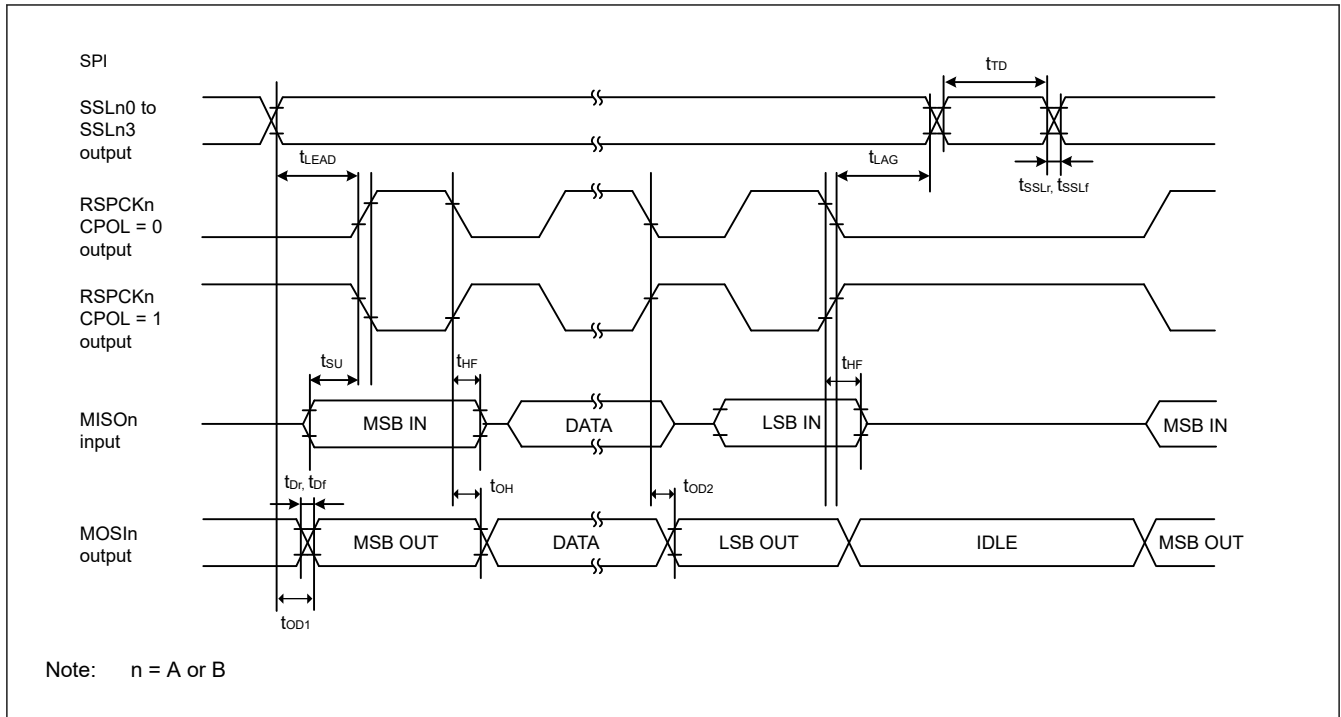 SPI
SSLn0 to
SSLn3
output
tTD
tLEAD
tLAG
tSSLr, tSSLf
RSPCKn
CPOL = 0
output
RSPCKn
CPOL = 1
output
tSU
tHF
tHF
MISOn
input
MSB IN
DATA
LSB IN
MSB IN
tDr, tDf
tOH
tOD2
MOSIn
output
MSB OUT
DATA
LSB OUT
IDLE
MSB OUT
tOD1
Note: n = A or B